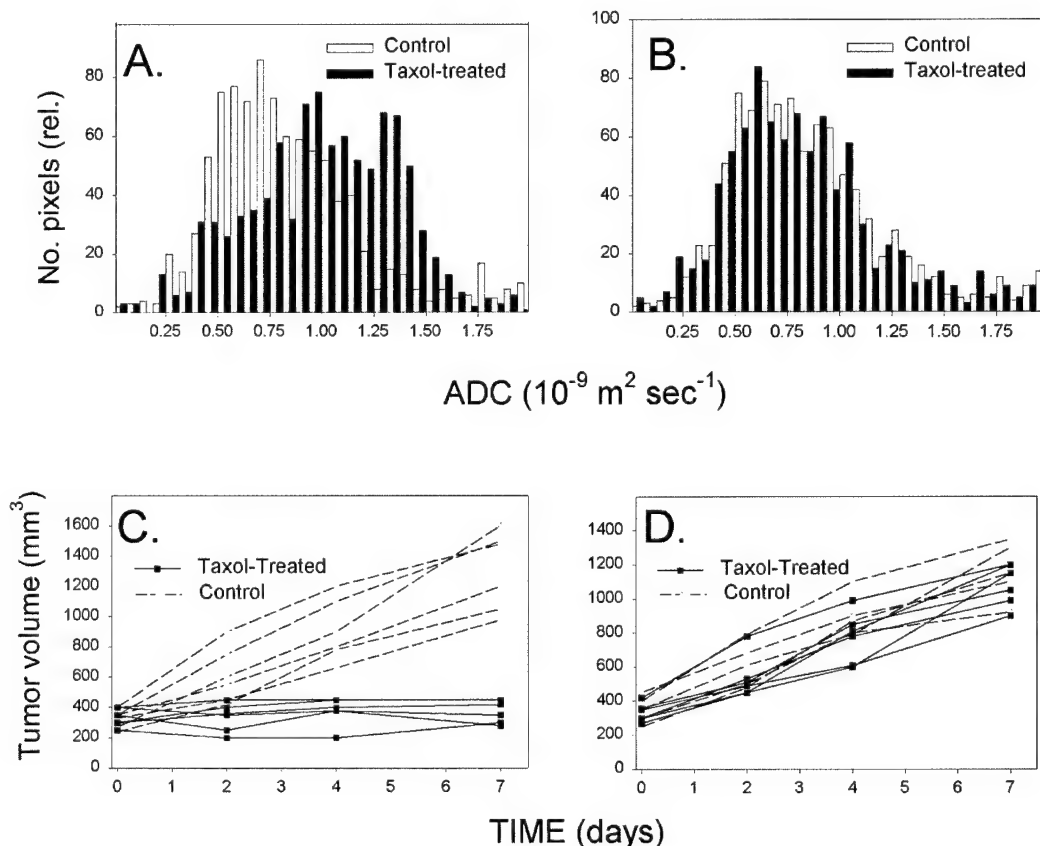 A.
Control
Taxol-treated
80
60
40
20
0
No. pixels (rel.)
0.25 0.50 0.75 1.00 1.25 1.50 1.75
B.
Control
Taxol-treated
100
80
60
40
20
0
0.25 0.50 0.75 1.00 1.25 1.50 1.75
ADC (10⁻⁹ m² sec⁻¹)
C.
Taxol-Treated
Control
1600
1400
1200
1000
800
600
400
200
0
Tumor volume (mm³)
0 1 2 3 4 5 6 7
D.
Taxol-Treated
Control
1400
1200
1000
800
600
400
200
0
0 1 2 3 4 5 6 7
TIME (days)